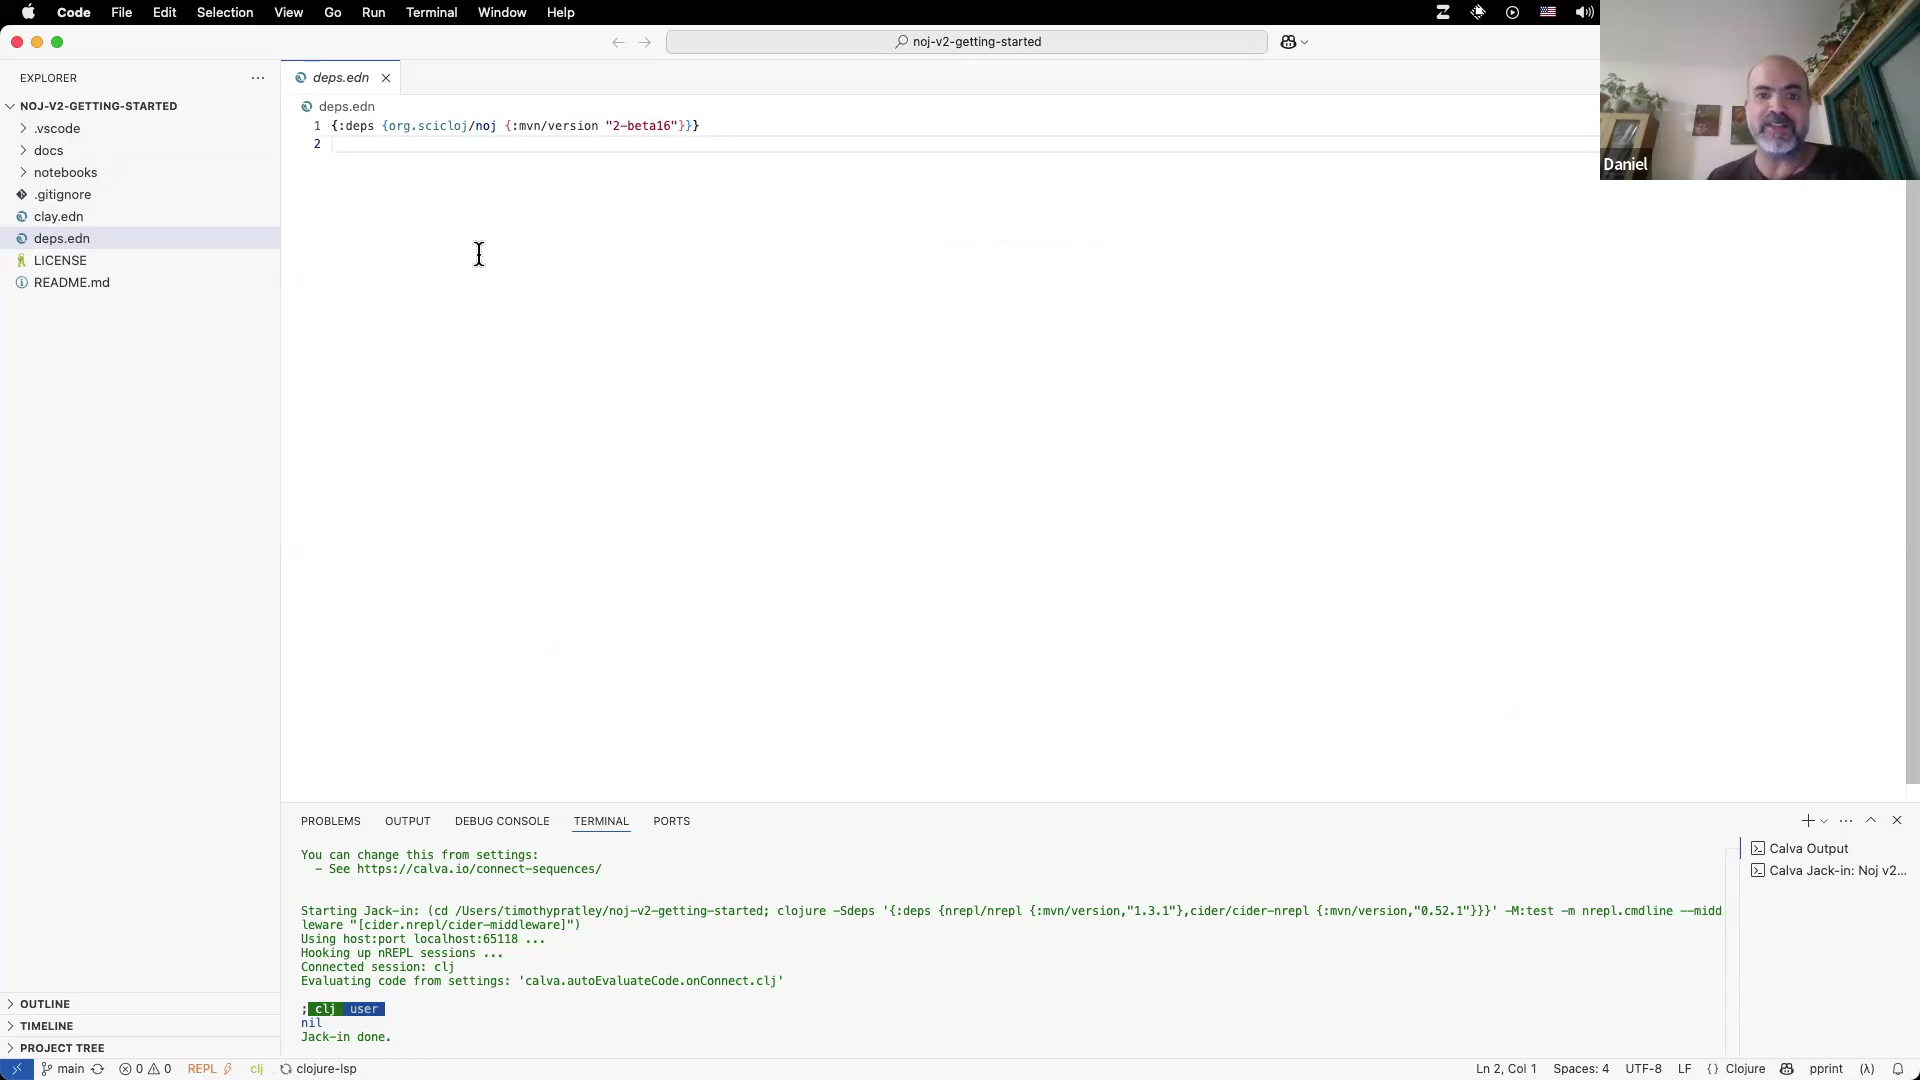 Code File Edit Selection View Go Run Terminal Window Help
noj-v2-getting-started
EXPLORER
deps.edn
NOJ-V2-GETTING-STARTED
.vscode
docs
notebooks
.gitignore
clay.edn
deps.edn
LICENSE
README.md
OUTLINE
TIMELINE
PROJECT TREE
deps.edn
1 {:deps {org.scicloj/noj {:mvn/version "2-beta16"}}}
2
Daniel
PROBLEMS OUTPUT DEBUG CONSOLE TERMINAL PORTS
You can change this from settings:
- See https://calva.io/connect-sequences/
Starting Jack-in: (cd /Users/timothypratley/noj-v2-getting-started; clojure -Sdeps '{:deps {nrepl/nrepl {:mvn/version,"1.3.1"},cider/cider-nrepl {:mvn/version,"0.52.1"}}}' -M:test -m nrepl.cmdline --midd
leware "[cider.nrepl/cider-middleware]")
Using host:port localhost:65118 ...
Hooking up nREPL sessions ...
Connected session: clj
Evaluating code from settings: 'calva.autoEvaluateCode.onConnect.clj'
; clj user
nil
Jack-in done.
Calva Output
Calva Jack-in: Noj v2...
main 0 0 REPL clj clojure-lsp
Ln 2, Col 1 Spaces: 4 UTF-8 LF {} Clojure pprint (λ)